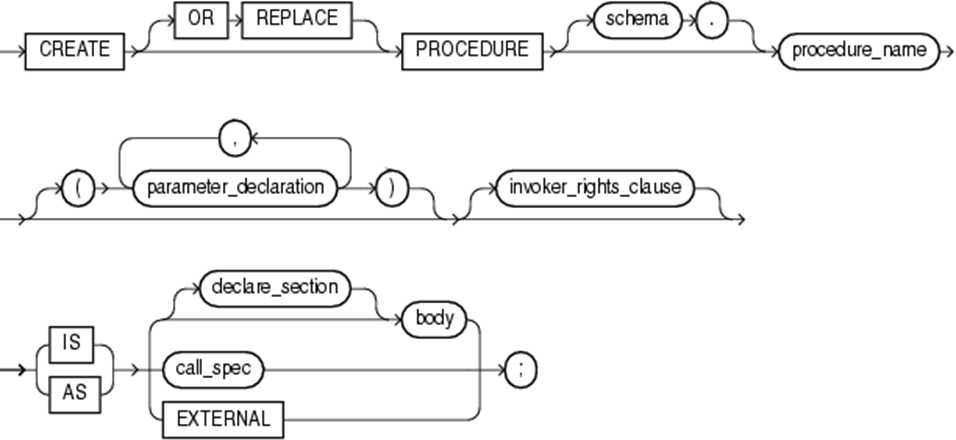 OR REPLACE schema .
CREATE PROCEDURE procedure_name
,
( parameter_declaration ) invoker_rights_clause
declare_section
IS body
call_spec ;
AS
EXTERNAL